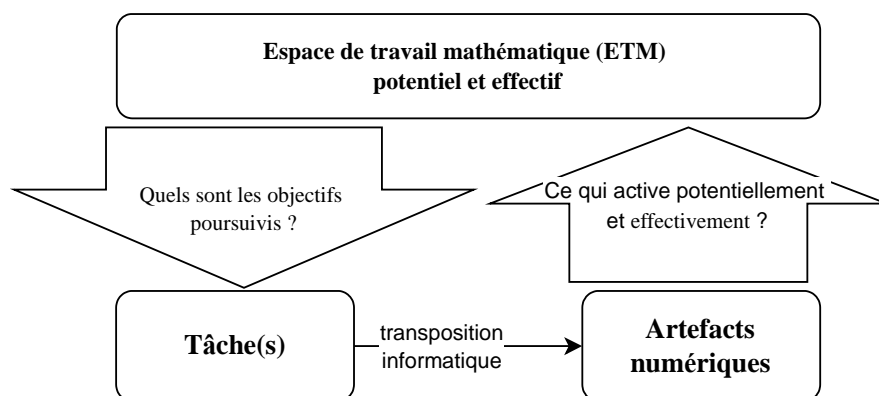 Espace de travail mathématique (ETM)
potentiel et effectif
Quels sont les objectifs
poursuivis ?
Ce qui active potentiellement
et effectivement ?
Tâche(s)
transposition
informatique
Artefacts
numériques